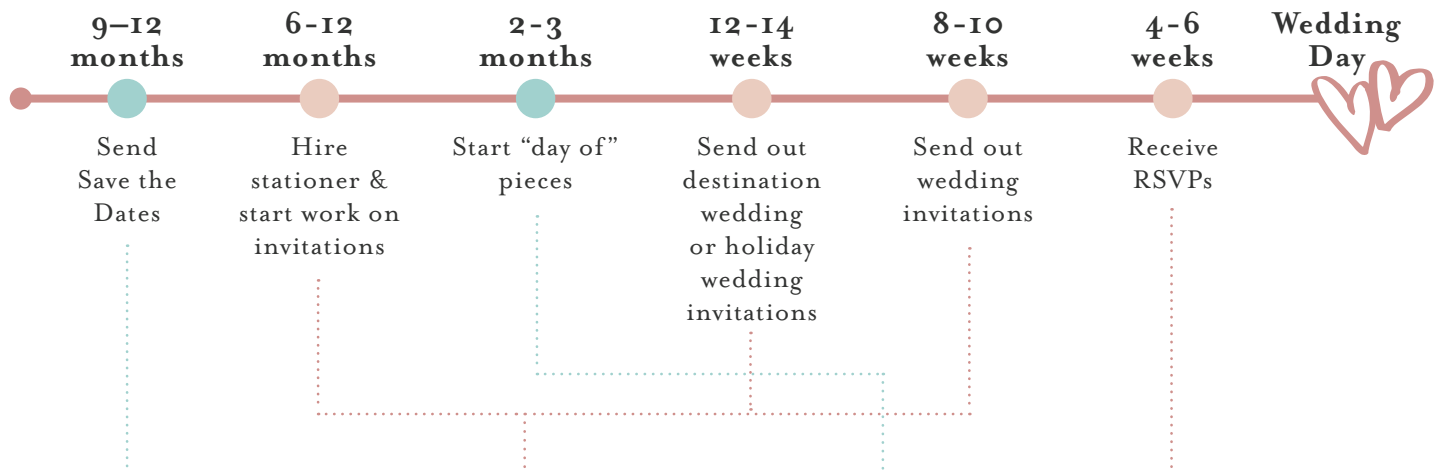 9–12
months
6-12
months
2-3
months
12-14
weeks
8-10
weeks
4-6
weeks
Wedding
Day
Send
Save the
Dates
Hire
stationer &
start work on
invitations
Start “day of”
pieces
Send out
destination
wedding
or holiday
wedding
invitations
Send out
wedding
invitations
Receive
RSVPs